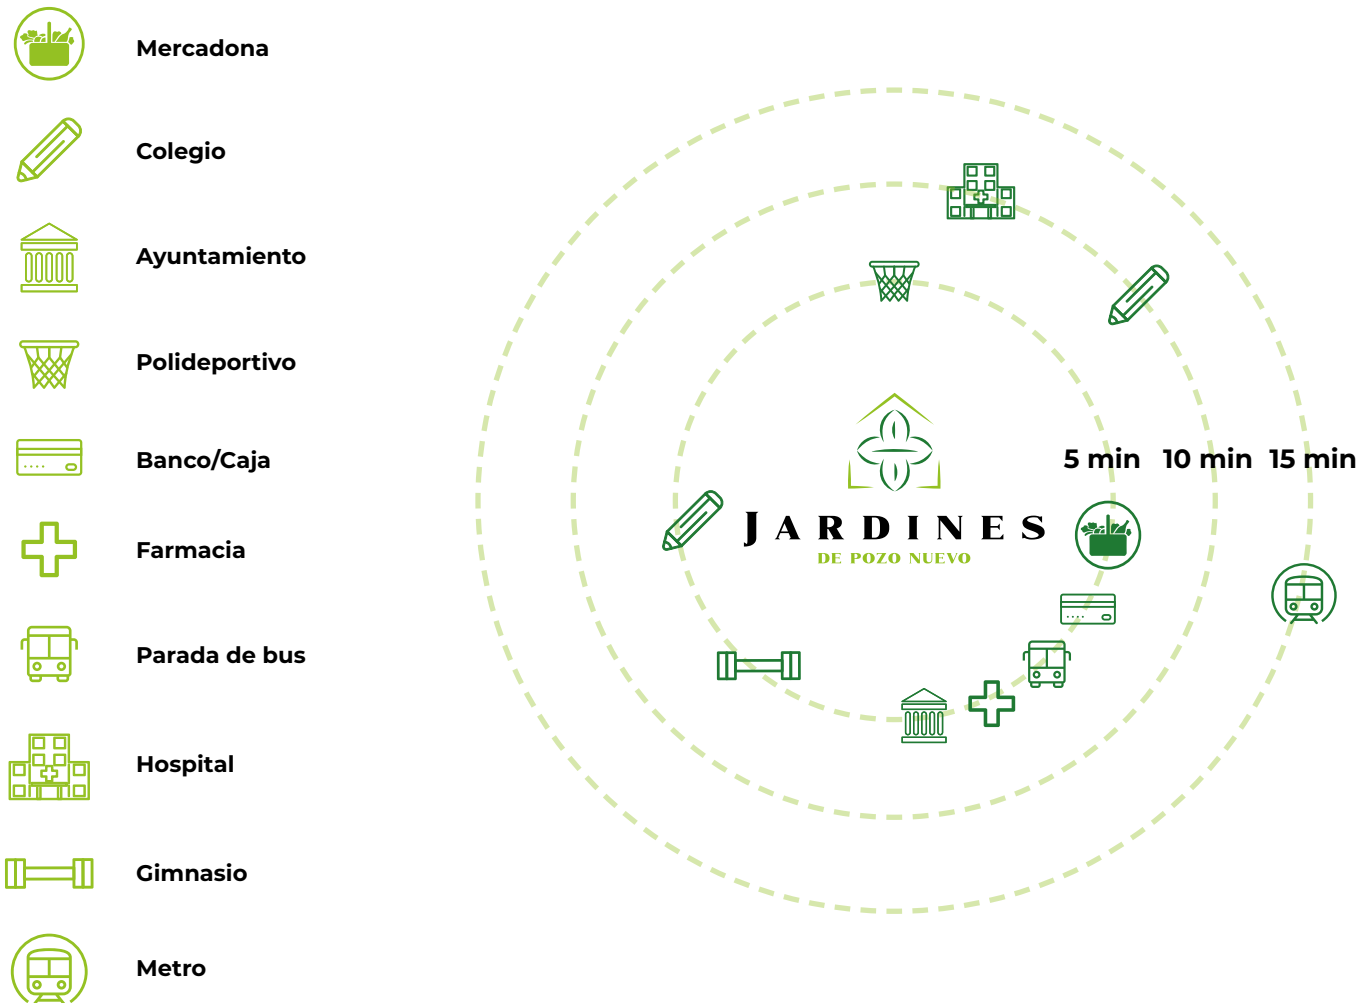 Mercadona
Colegio
Ayuntamiento
Polideportivo
Banco/Caja
Farmacia
Parada de bus
Hospital
Gimnasio
Metro
5 min 10 min 15 min
JARDINES
DE POZO NUEVO